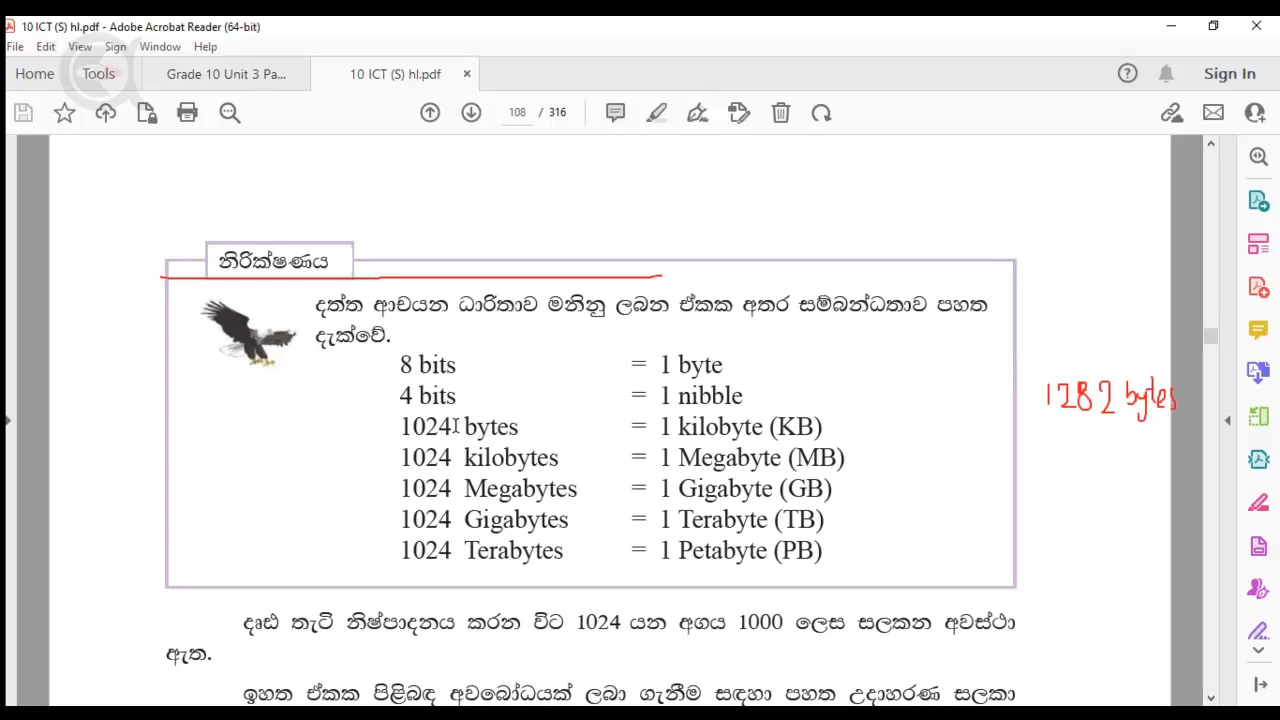 10 ICT (S) hl.pdf - Adobe Acrobat Reader (64-bit)
File Edit View Sign Window Help
Home Tools Grade 10 Unit 3 Pa... 10 ICT (S) hl.pdf × ? Sign In
108 / 316
නිරීක්ෂණය
දත්ත ආචයන ධාරිතාව මනිනු ලබන ඒකක අතර සම්බන්ධතාව පහත
දැක්වේ.
8 bits = 1 byte
4 bits = 1 nibble
1024 bytes = 1 kilobyte (KB)
1024 kilobytes = 1 Megabyte (MB)
1024 Megabytes = 1 Gigabyte (GB)
1024 Gigabytes = 1 Terabyte (TB)
1024 Terabytes = 1 Petabyte (PB)
1282 bytes
දෘඪ තැටි නිෂ්පාදනය කරන විට 1024 යන අගය 1000 ලෙස සලකන අවස්ථා
ඇත.
ඉහත ඒකක පිළිබඳ අවබෝධයක් ලබා ගැනීම සඳහා පහත උදාහරණ සලකා